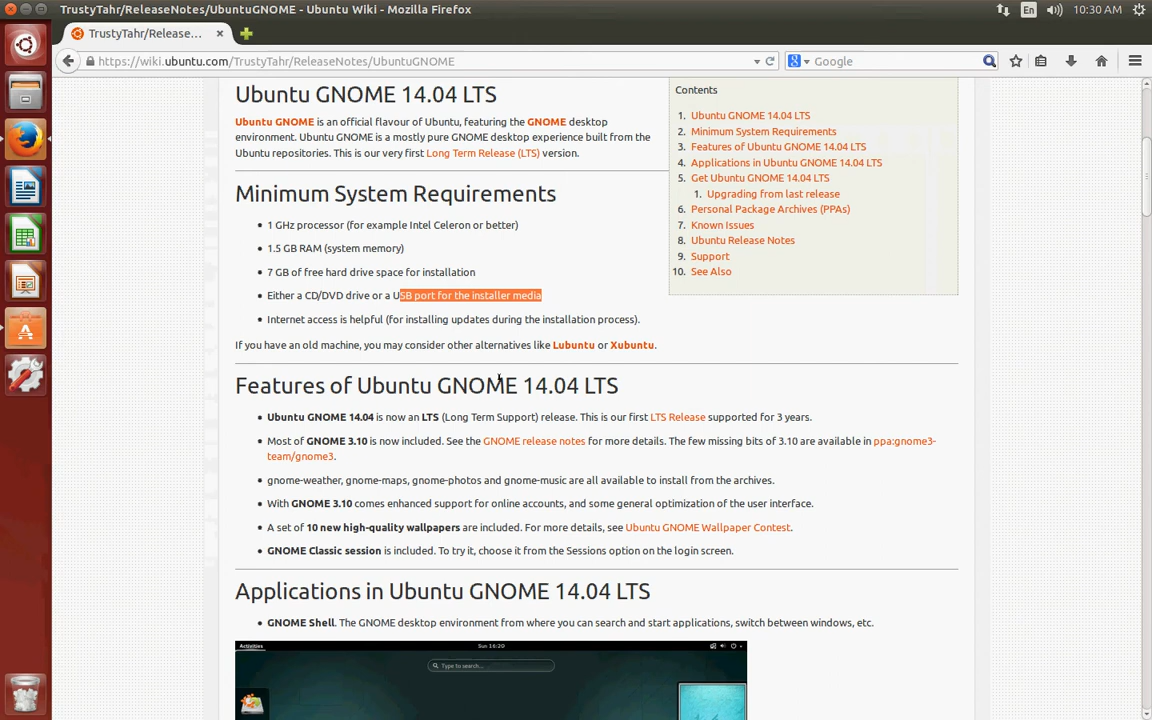 TrustyTahr/ReleaseNotes/UbuntuGNOME - Ubuntu Wiki - Mozilla Firefox
En
10:30 AM
TrustyTahr/Release...
https://wiki.ubuntu.com/TrustyTahr/ReleaseNotes/UbuntuGNOME
Google
Ubuntu GNOME 14.04 LTS
Ubuntu GNOME is an official flavour of Ubuntu, featuring the GNOME desktop
environment. Ubuntu GNOME is a mostly pure GNOME desktop experience built from the
Ubuntu repositories. This is our very first Long Term Release (LTS) version.
Contents
1. Ubuntu GNOME 14.04 LTS
2. Minimum System Requirements
3. Features of Ubuntu GNOME 14.04 LTS
4. Applications in Ubuntu GNOME 14.04 LTS
5. Get Ubuntu GNOME 14.04 LTS
1. Upgrading from last release
6. Personal Package Archives (PPAs)
7. Known Issues
8. Ubuntu Release Notes
9. Support
10. See Also
Minimum System Requirements
• 1 GHz processor (for example Intel Celeron or better)
• 1.5 GB RAM (system memory)
• 7 GB of free hard drive space for installation
• Either a CD/DVD drive or a USB port for the installer media
• Internet access is helpful (for installing updates during the installation process).
If you have an old machine, you may consider other alternatives like Lubuntu or Xubuntu.
Features of Ubuntu GNOME 14.04 LTS
• Ubuntu GNOME 14.04 is now an LTS (Long Term Support) release. This is our first LTS Release supported for 3 years.
• Most of GNOME 3.10 is now included. See the GNOME release notes for more details. The few missing bits of 3.10 are available in ppa:gnome3-
team/gnome3.
• gnome-weather, gnome-maps, gnome-photos and gnome-music are all available to install from the archives.
• With GNOME 3.10 comes enhanced support for online accounts, and some general optimization of the user interface.
• A set of 10 new high-quality wallpapers are included. For more details, see Ubuntu GNOME Wallpaper Contest.
• GNOME Classic session is included. To try it, choose it from the Sessions option on the login screen.
Applications in Ubuntu GNOME 14.04 LTS
• GNOME Shell. The GNOME desktop environment from where you can search and start applications, switch between windows, etc.
Activities
Sun 16:20
Type to search...